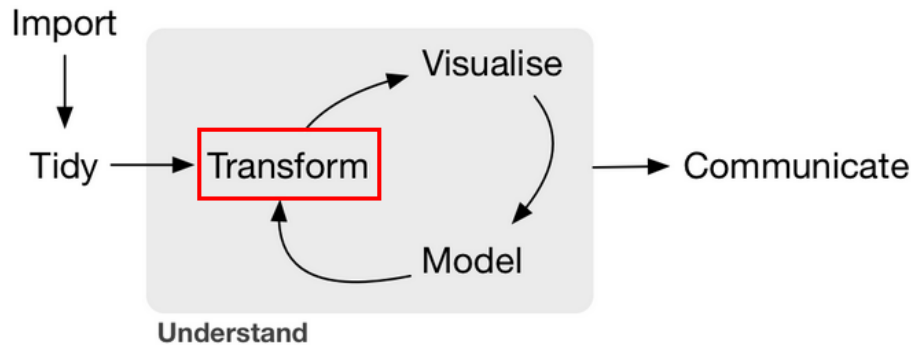 Import
Visualise
Tidy
Transform
Communicate
Model
Understand